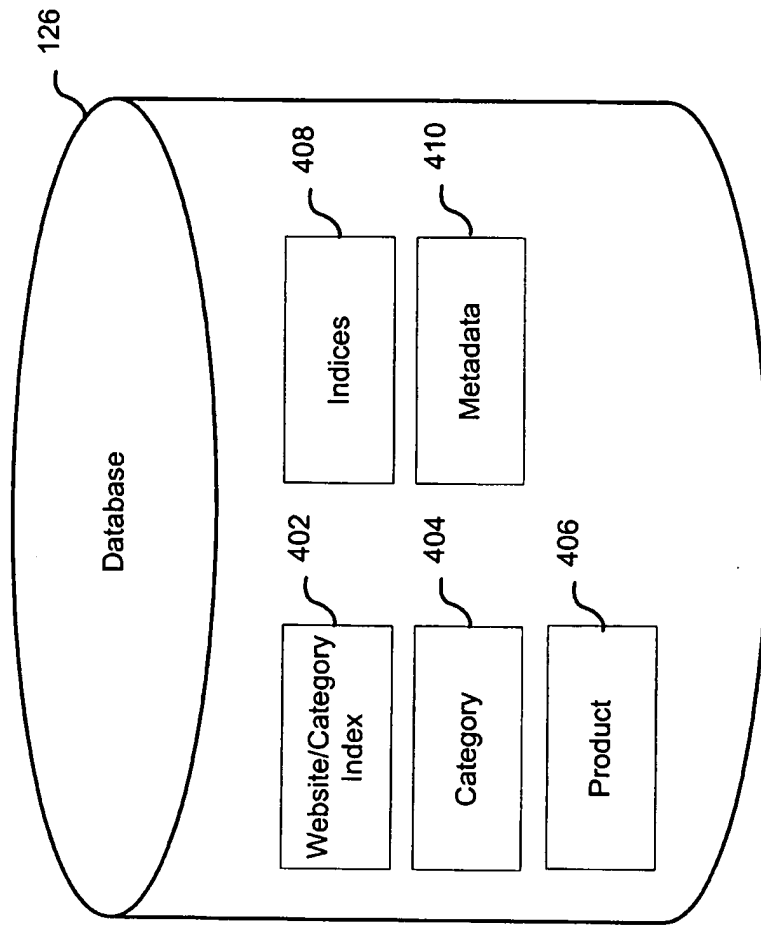 126
Database
402
Website/Category
Index
408
Indices
404
Category
410
Metadata
406
Product